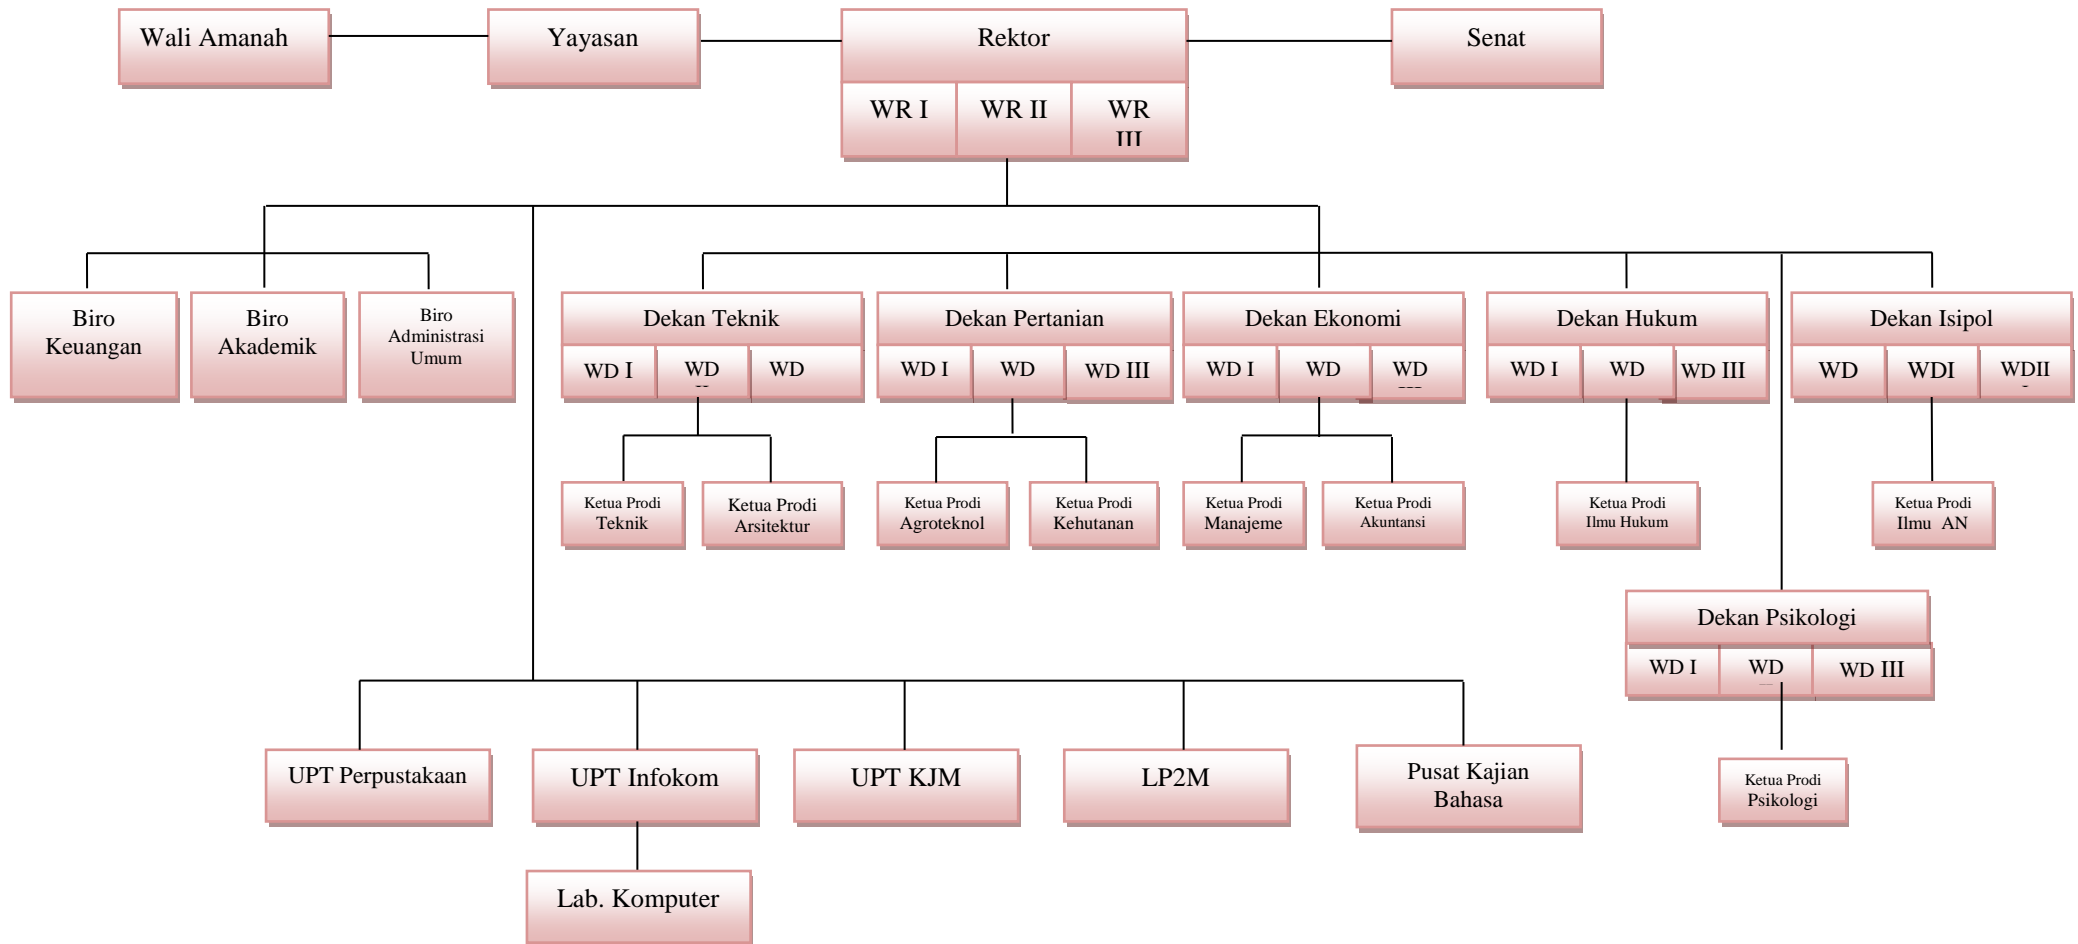 Wali Amanah
Yayasan
Rektor
Senat
WR I
WR II
WR
III
Biro
Keuangan
Biro
Akademik
Biro
Administrasi
Umum
Dekan Teknik
Dekan Pertanian
Dekan Ekonomi
Dekan Hukum
Dekan Isipol
WD I
WD
WD
WD I
WD
WD III
WD I
WD
WD
WD I
WD
WD III
WD
WDI
WDII
Ketua Prodi
Teknik
Ketua Prodi
Arsitektur
Ketua Prodi
Agroteknol
Ketua Prodi
Kehutanan
Ketua Prodi
Manajeme
Ketua Prodi
Akuntansi
Ketua Prodi
Ilmu Hukum
Ketua Prodi
Ilmu AN
Dekan Psikologi
WD I
WD
WD III
UPT Perpustakaan
UPT Infokom
UPT KJM
LP2M
Pusat Kajian
Bahasa
Ketua Prodi
Psikologi
Lab. Komputer